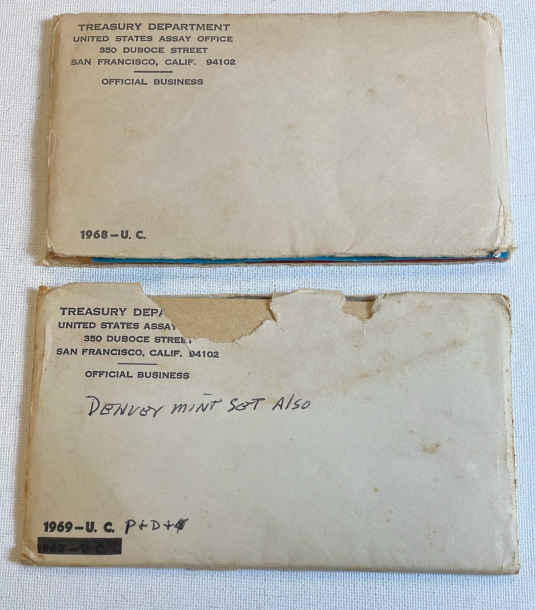 TREASURY DEPARTMENT
UNITED STATES ASSAY OFFICE
350 DUBOCE STREET
SAN FRANCISCO, CALIF. 94102
OFFICIAL BUSINESS
1968-U. C.
TREASURY DEPA
UNITED STATES ASSAY
350 DUBOCE STREE
SAN FRANCISCO, CALIF. 94102
OFFICIAL BUSINESS
DENVEY MINT SET AlSO
1969-U. C. P+D+